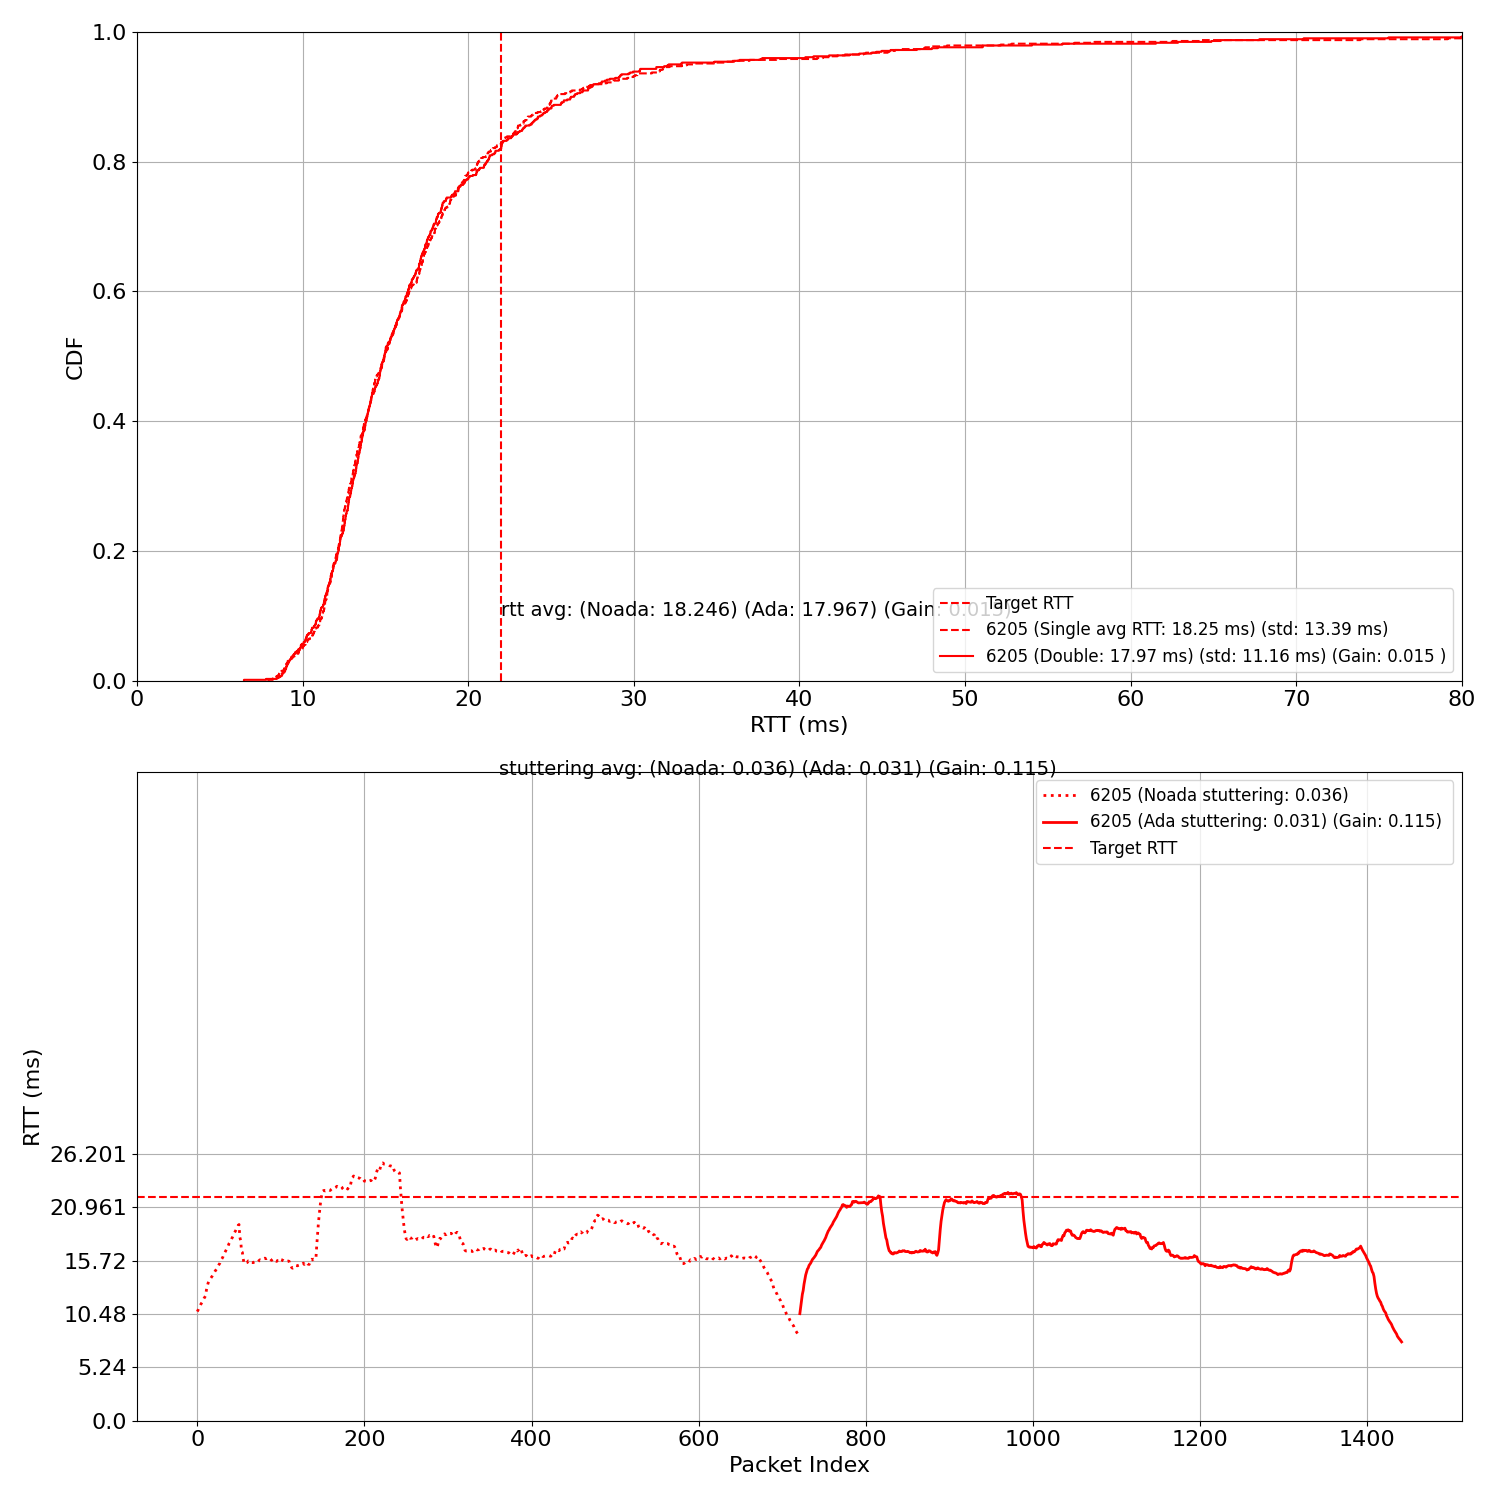 1.0
0.8
0.6
0.4
0.2
0.0
CDF
rtt avg: (Noada: 18.246) (Ada: 17.967) (Gain: 0.015)
Target RTT
6205 (Single avg RTT: 18.25 ms) (std: 13.39 ms)
6205 (Double: 17.97 ms) (std: 11.16 ms) (Gain: 0.015 )
0 10 20 30 40 50 60 70 80
RTT (ms)
stuttering avg: (Noada: 0.036) (Ada: 0.031) (Gain: 0.115)
6205 (Noada stuttering: 0.036)
6205 (Ada stuttering: 0.031) (Gain: 0.115)
Target RTT
RTT (ms)
26.201
20.961
15.72
10.48
5.24
0.0
0 200 400 600 800 1000 1200 1400
Packet Index